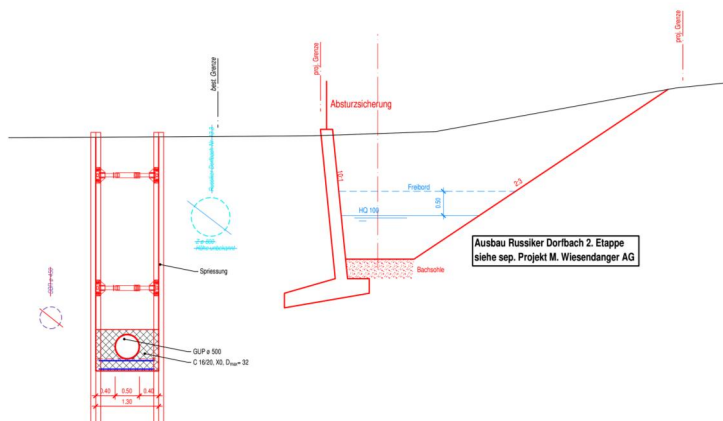 best. Grenze
proj. Grenze
proj. Grenze
Absturzsicherung
10:1
Freibord
2:3
0.50
HQ 100
Ausbau Russiker Dorfbach 2. Etappe
siehe sep. Projekt M. Wiesendanger AG
Bachsohle
Spriessung
GUP ø 500
C 16/20, X0, Dmax= 32
0.40 0.50 0.40
1.30